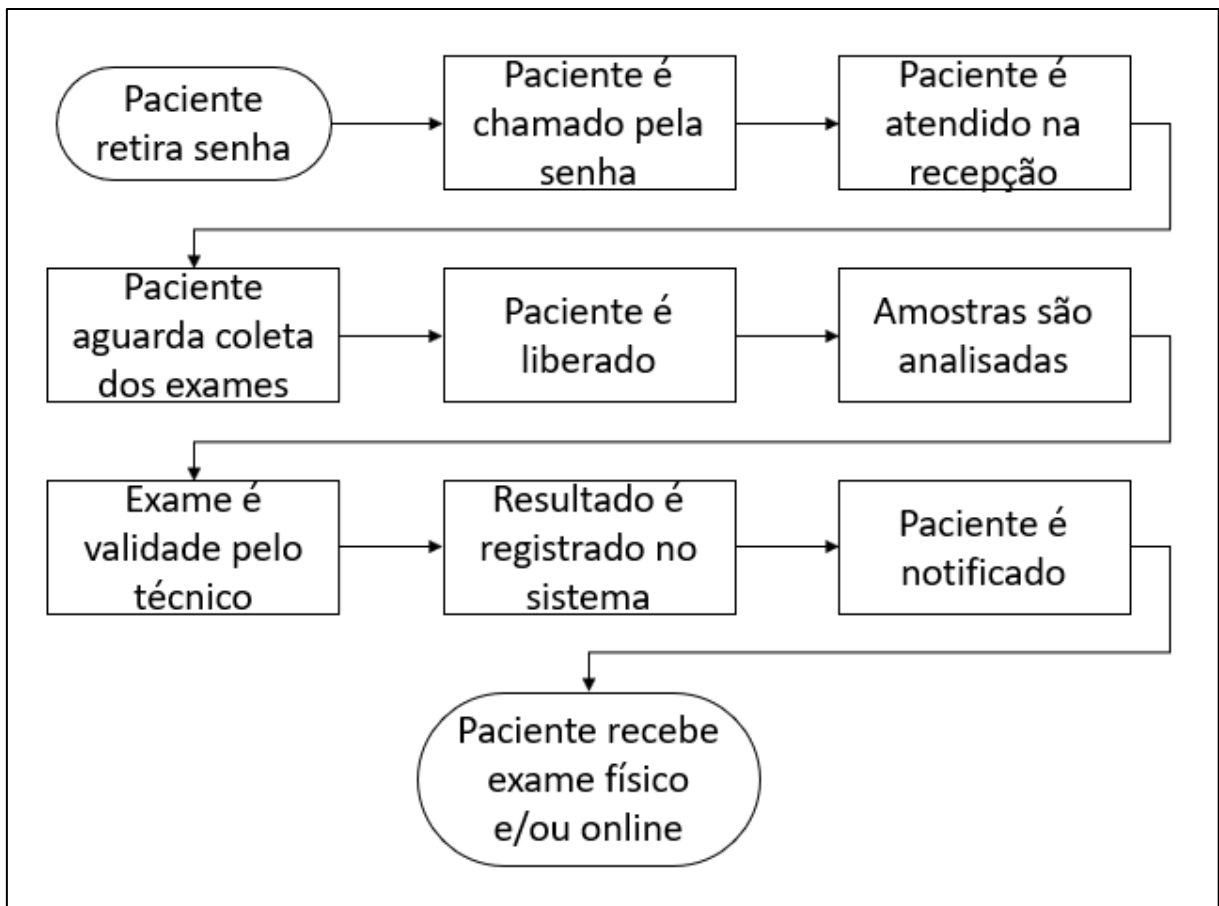 Paciente
retira senha
Paciente é
chamado pela
senha
Paciente é
atendido na
recepção
Paciente
aguarda coleta
dos exames
Paciente é
liberado
Amostras são
analisadas
Exame é
validade pelo
técnico
Resultado é
registrado no
sistema
Paciente é
notificado
Paciente recebe
exame físico
e/ou online